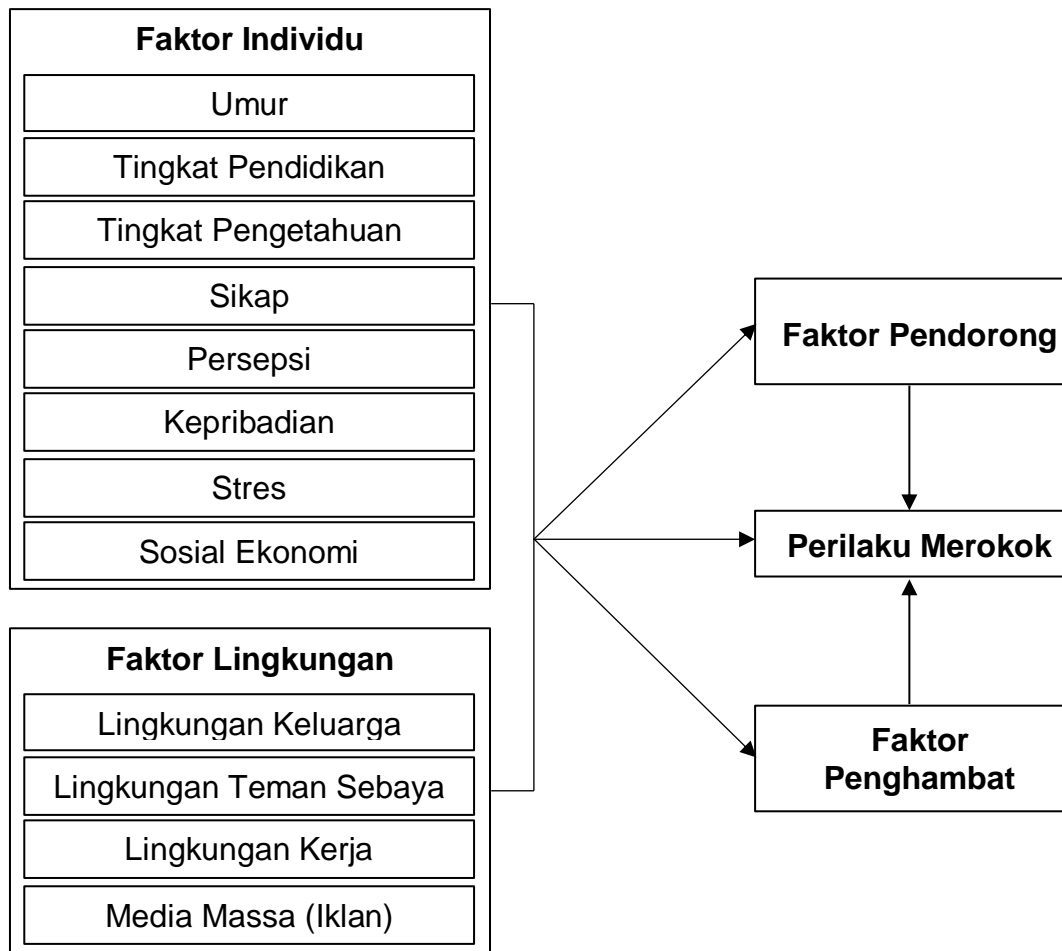 Faktor Individu
Umur
Tingkat Pendidikan
Tingkat Pengetahuan
Sikap
Persepsi
Kepribadian
Stres
Sosial Ekonomi
Faktor Lingkungan
Lingkungan Keluarga
Lingkungan Teman Sebaya
Lingkungan Kerja
Media Massa (Iklan)
Faktor Pendorong
Perilaku Merokok
Faktor
Penghambat